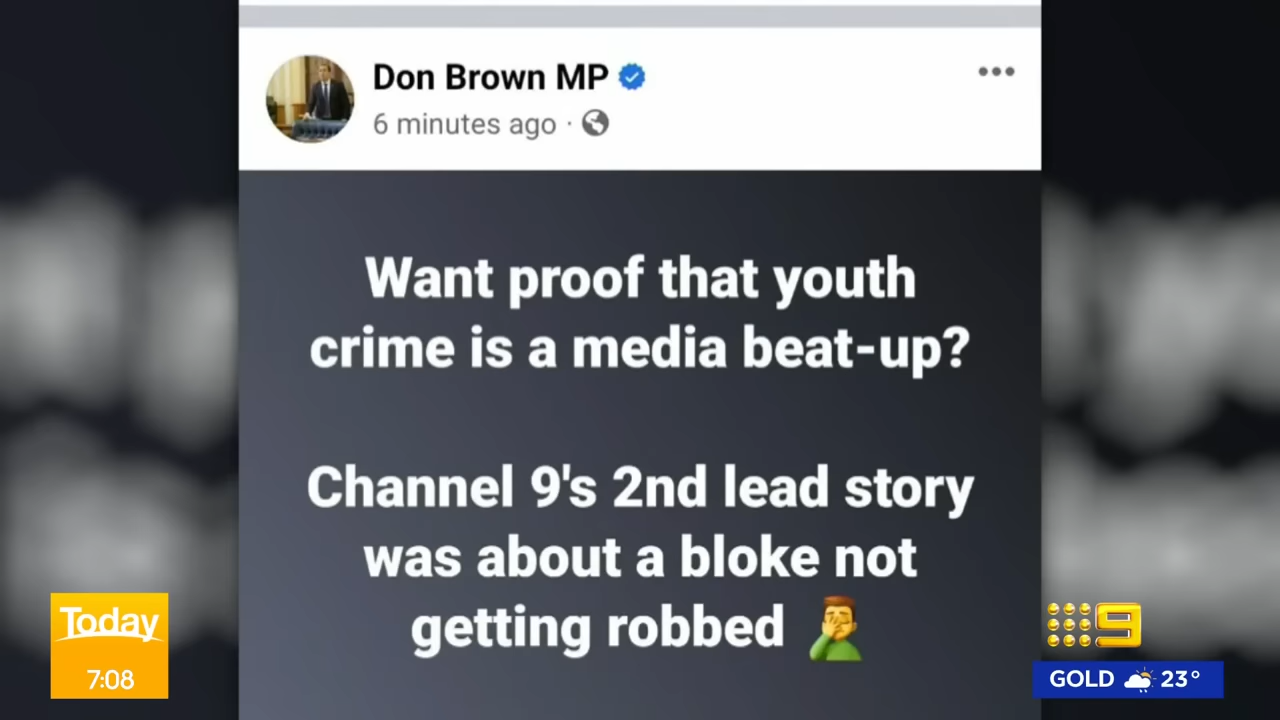 Don Brown MP
6 minutes ago ·
Want proof that youth
crime is a media beat-up?
Channel 9's 2nd lead story
was about a bloke not
getting robbed 🤦‍♂️
Today
7:08
9
GOLD 23°